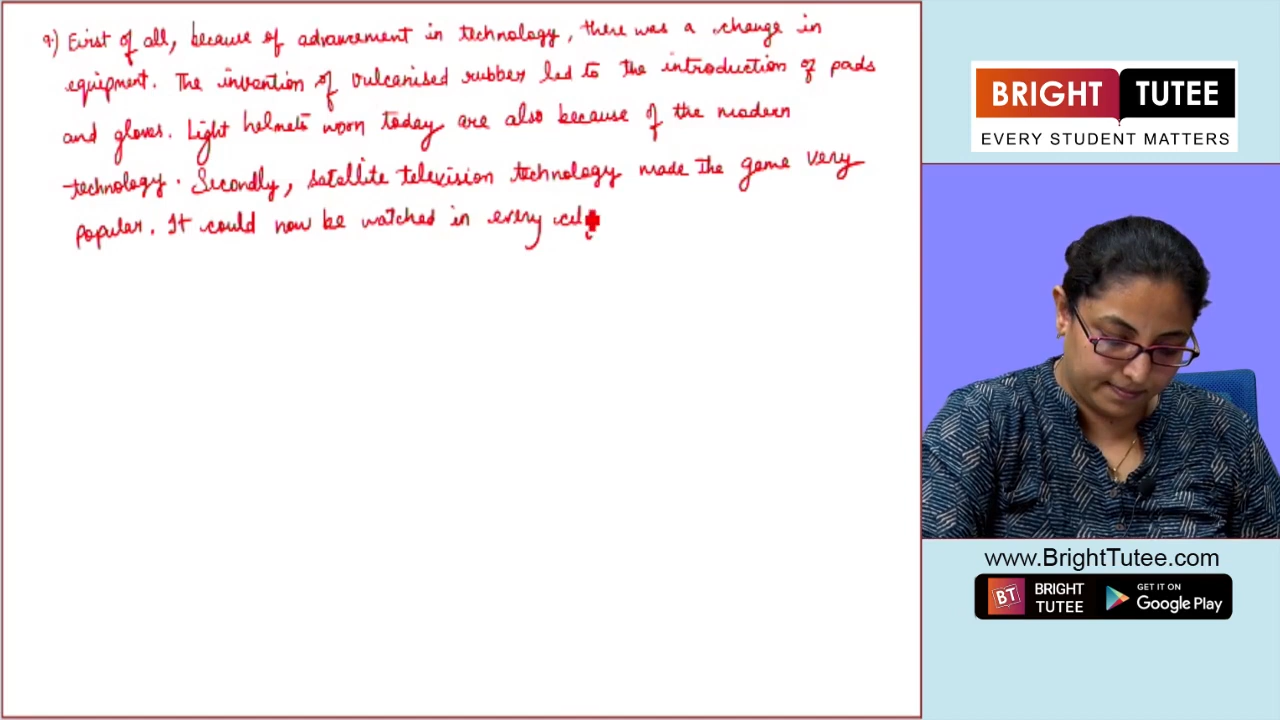 9.) First of all, because of advancement in technology, there was a change in
equipment. The invention of vulcanised rubber led to the introduction of pads
and gloves. Light helmets worn today are also because of the modern
technology. Secondly, satellite television technology made the game very
popular. It could now be watched in every
BRIGHT TUTEE
EVERY STUDENT MATTERS
www.BrightTutee.com
BT BRIGHT TUTEE
GET IT ON
Google Play